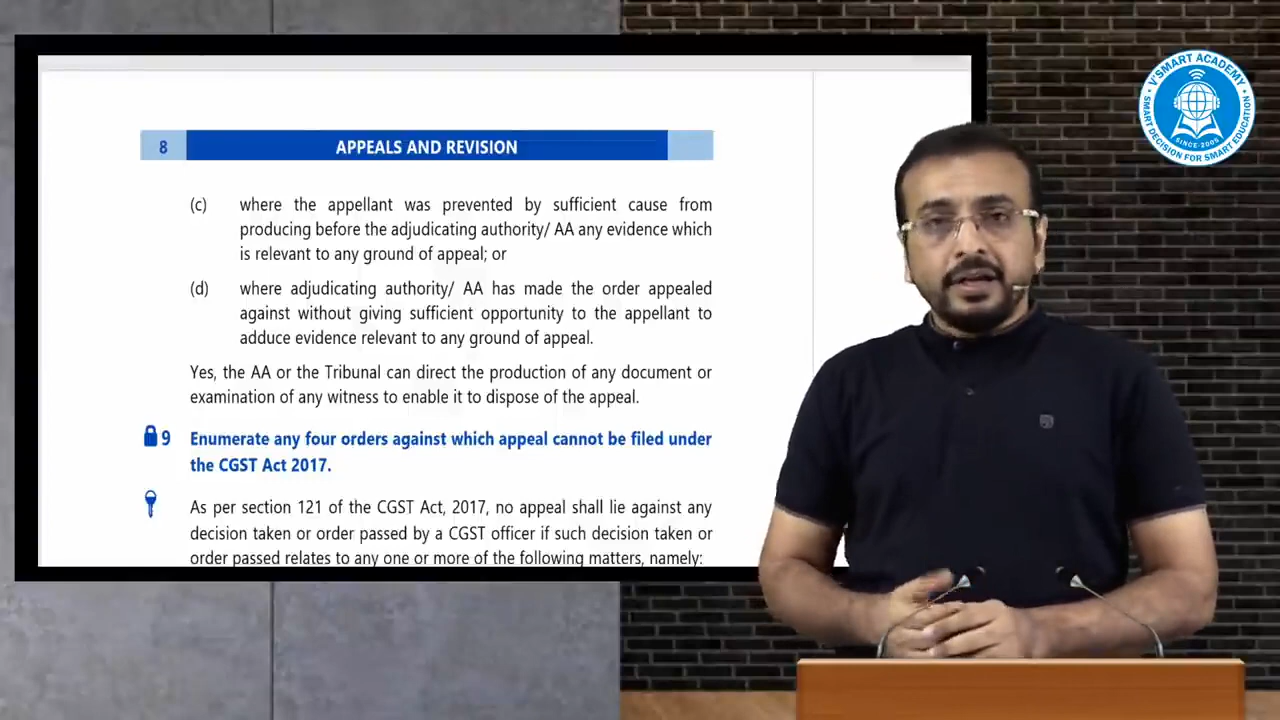 8
APPEALS AND REVISION
(c) where the appellant was prevented by sufficient cause from
producing before the adjudicating authority/ AA any evidence which
is relevant to any ground of appeal; or
(d) where adjudicating authority/ AA has made the order appealed
against without giving sufficient opportunity to the appellant to
adduce evidence relevant to any ground of appeal.
Yes, the AA or the Tribunal can direct the production of any document or
examination of any witness to enable it to dispose of the appeal.
9 Enumerate any four orders against which appeal cannot be filed under
the CGST Act 2017.
As per section 121 of the CGST Act, 2017, no appeal shall lie against any
decision taken or order passed by a CGST officer if such decision taken or
order passed relates to any one or more of the following matters, namely:
V'SMART ACADEMY
SMART DECISION FOR SMART EDUCATION
SINCE-2005